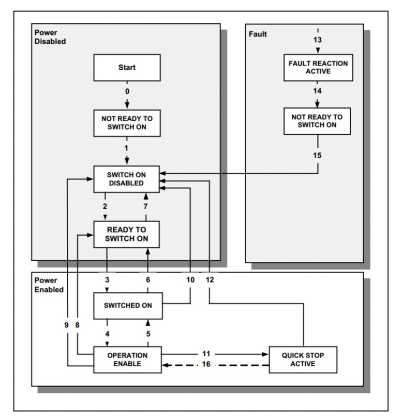 Power
Disabled
Start
0
NOT READY TO
SWITCH ON
1
SWITCH ON
DISABLED
2
7
READY TO
SWITCH ON
Fault
13
FAULT REACTION
ACTIVE
14
NOT READY TO
SWITCH ON
15
3
6
10
12
Power
Enabled
SWITCHED ON
9
8
4
5
OPERATION
ENABLE
11
16
QUICK STOP
ACTIVE